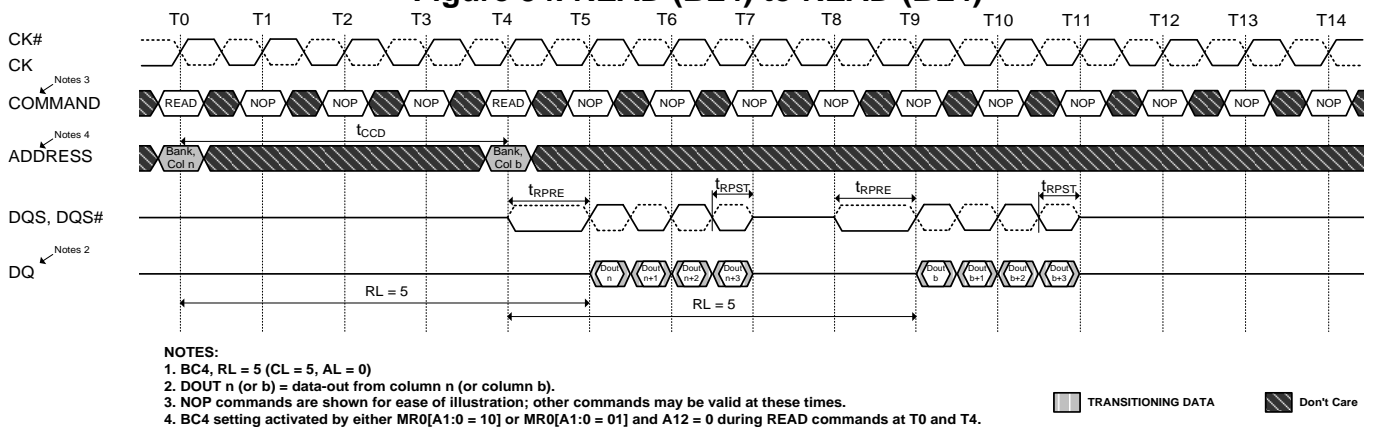 T0 T1 T2 T3 T4 T5 T6 T7 T8 T9 T10 T11 T12 T13 T14
CK#
CK
Notes 3
COMMAND READ NOP NOP NOP READ NOP NOP NOP NOP NOP NOP NOP NOP NOP NOP
tCCD
Notes 4
ADDRESS Bank, Col n Bank, Col b
tRPRE tRPST tRPRE tRPST
DQS, DQS#
Notes 2
DQ Dout n Dout n+1 Dout n+2 Dout n+3 Dout b Dout b+1 Dout b+2 Dout b+3
RL = 5
RL = 5
NOTES:
1. BC4, RL = 5 (CL = 5, AL = 0)
2. DOUT n (or b) = data-out from column n (or column b).
3. NOP commands are shown for ease of illustration; other commands may be valid at these times.
4. BC4 setting activated by either MR0[A1:0 = 10] or MR0[A1:0 = 01] and A12 = 0 during READ commands at T0 and T4.
TRANSITIONING DATA Don't Care